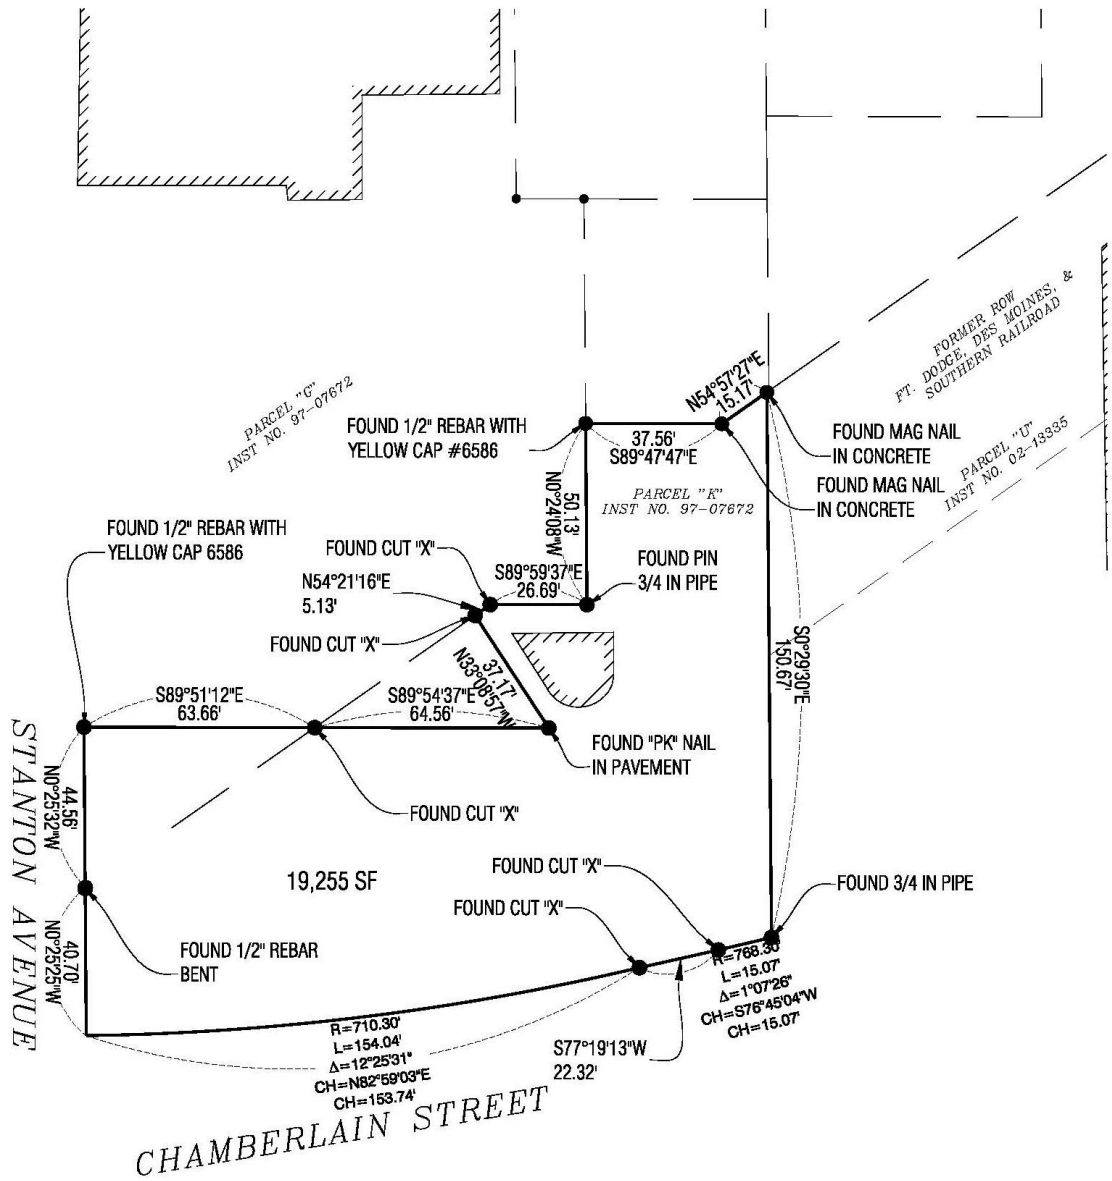 FORMER ROW
FT. DODGE, DES MOINES, &
SOUTHERN RAILROAD
PARCEL "G"
INST NO. 97-07672
N54°57'27"E
15.17'
FOUND 1/2" REBAR WITH
YELLOW CAP #6586
37.56'
S89°47'47"E
FOUND MAG NAIL
IN CONCRETE
FOUND MAG NAIL
IN CONCRETE
PARCEL "U"
INST NO. 02-13335
PARCEL "K"
INST NO. 97-07672
50.13'
N0°24'08"W
FOUND 1/2" REBAR WITH
YELLOW CAP 6586
FOUND CUT "X"
N54°21'16"E
5.13'
S89°59'37"E
26.69'
FOUND PIN
3/4 IN PIPE
FOUND CUT "X"
37.17'
N33°08'57"W
S0°29'30"E
150.67'
S89°51'12"E
63.66'
S89°54'37"E
64.56'
FOUND "PK" NAIL
IN PAVEMENT
STANTON AVENUE
44.56'
N0°25'32"W
FOUND CUT "X"
19,255 SF
FOUND CUT "X"
FOUND 3/4 IN PIPE
FOUND CUT "X"
40.70'
N0°25'25"W
FOUND 1/2" REBAR
BENT
R=768.30'
L=15.07'
Δ=1°07'26"
CH=S76°45'04"W
CH=15.07'
R=710.30'
L=154.04'
Δ=12°25'31"
CH=N82°59'03"E
CH=153.74'
S77°19'13"W
22.32'
CHAMBERLAIN STREET